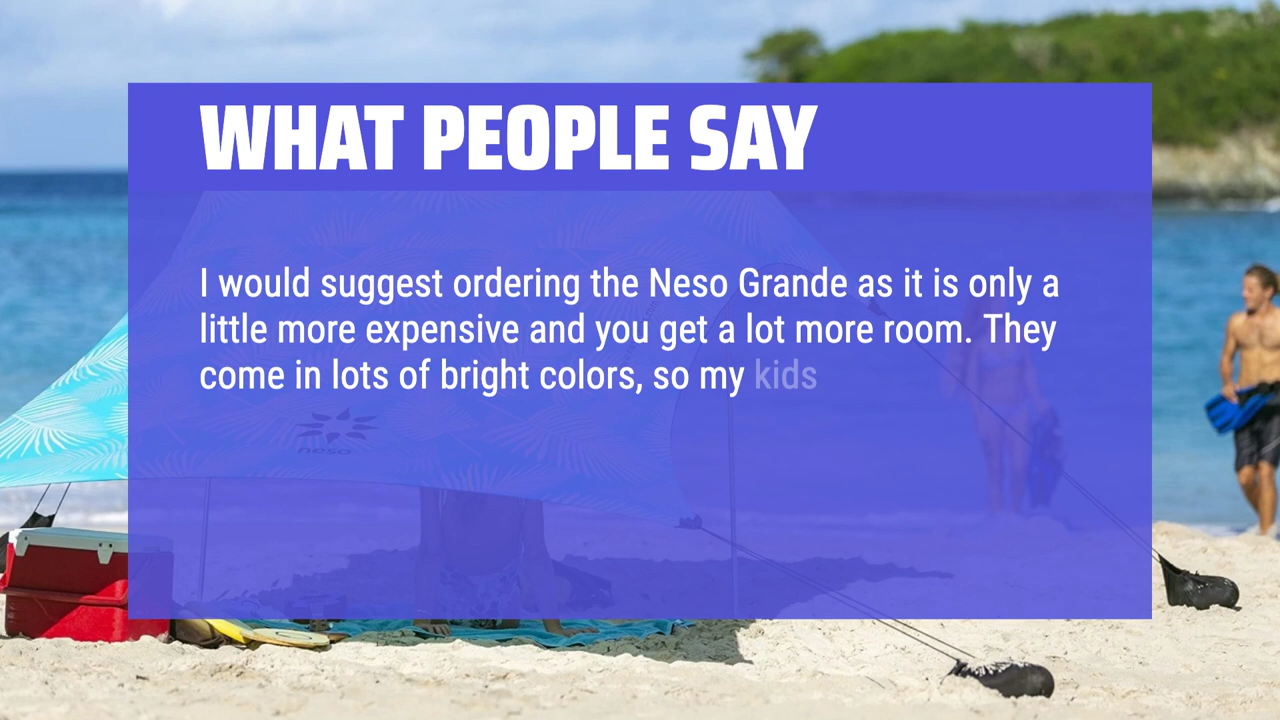 WHAT PEOPLE SAY
I would suggest ordering the Neso Grande as it is only a
little more expensive and you get a lot more room. They
come in lots of bright colors, so my kids
neso